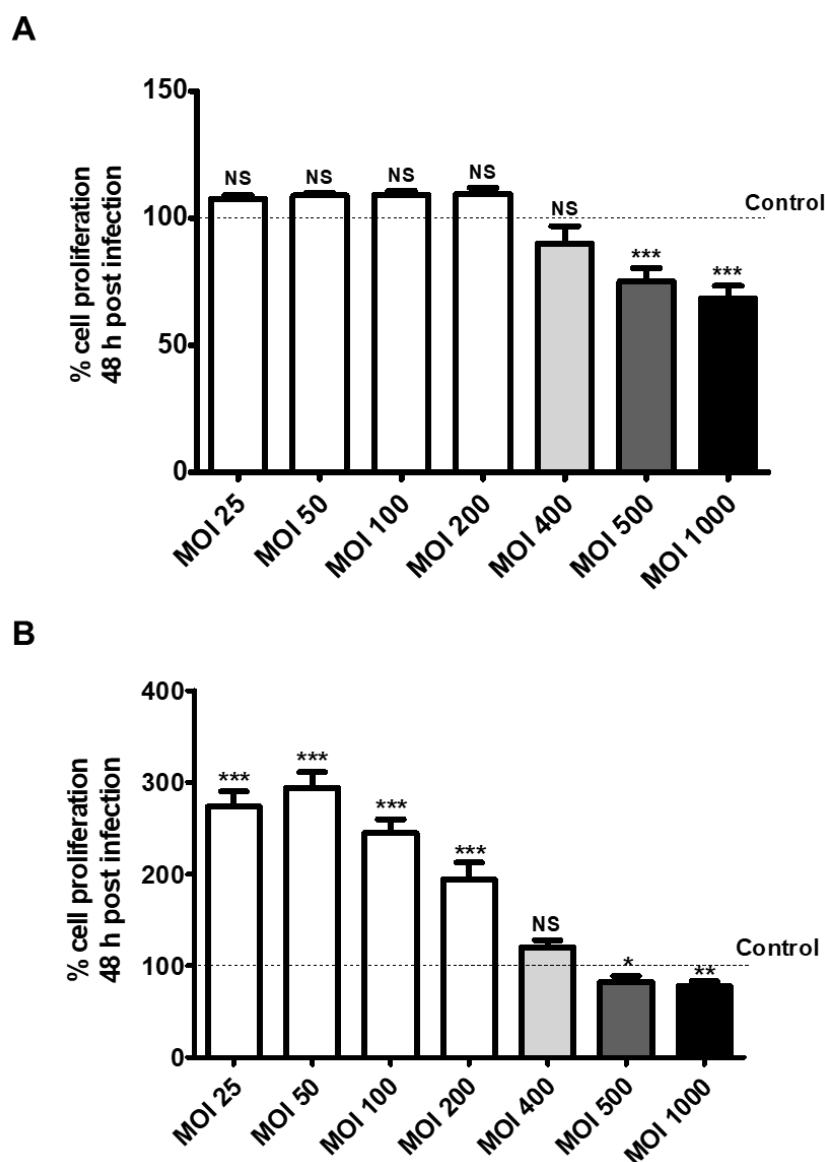 A
% cell proliferation
48 h post infection
150
100
50
0
NS
NS
NS
NS
NS
***
***
Control
MOI 25
MOI 50
MOI 100
MOI 200
MOI 400
MOI 500
MOI 1000
B
% cell proliferation
48 h post infection
400
300
200
100
0
***
***
***
***
NS
*
**
Control
MOI 25
MOI 50
MOI 100
MOI 200
MOI 400
MOI 500
MOI 1000